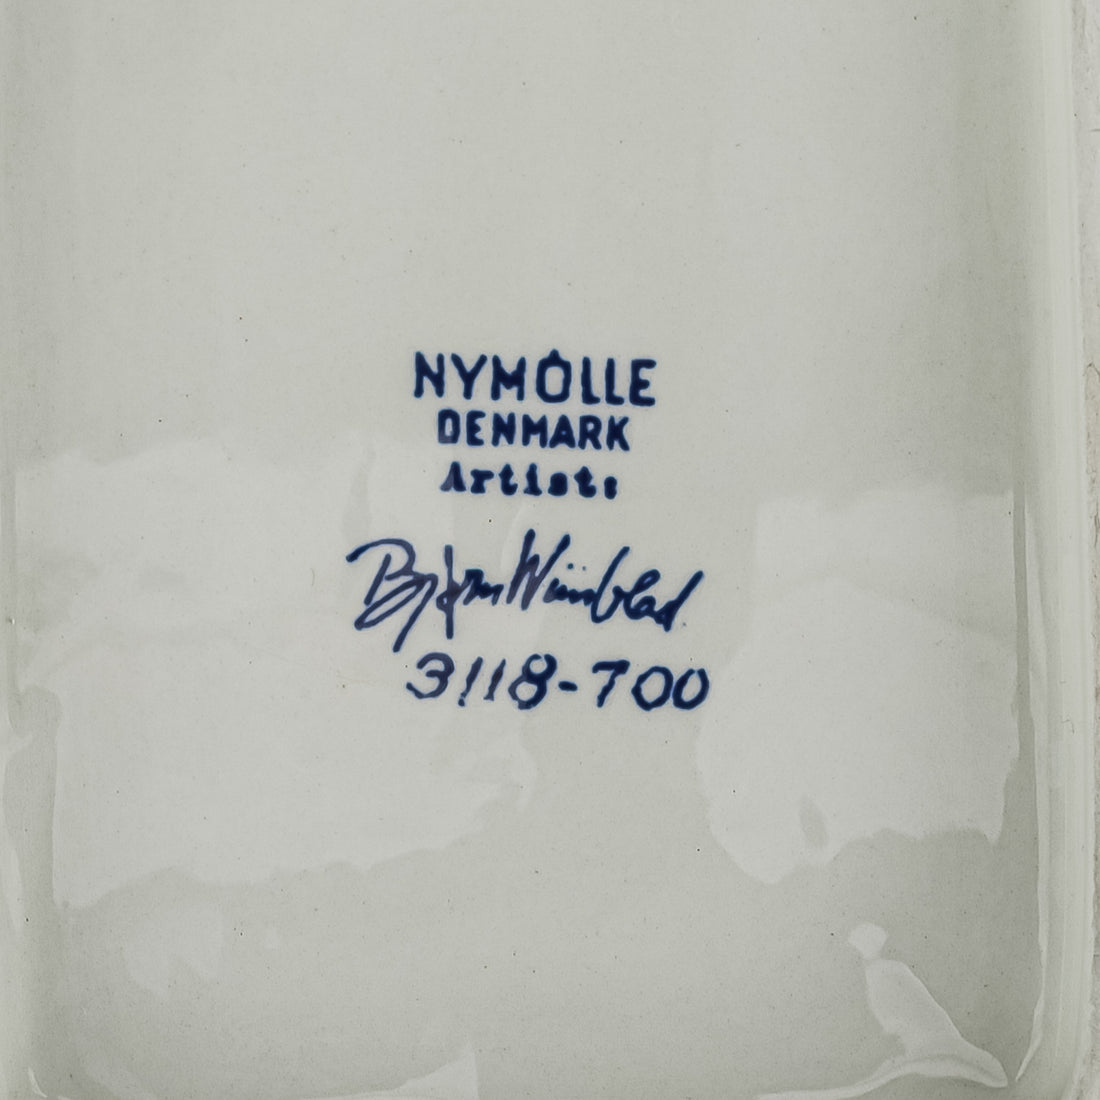 NYMÖLLE
DENMARK
Artist:
Bjørn Wiinblad
3118-700